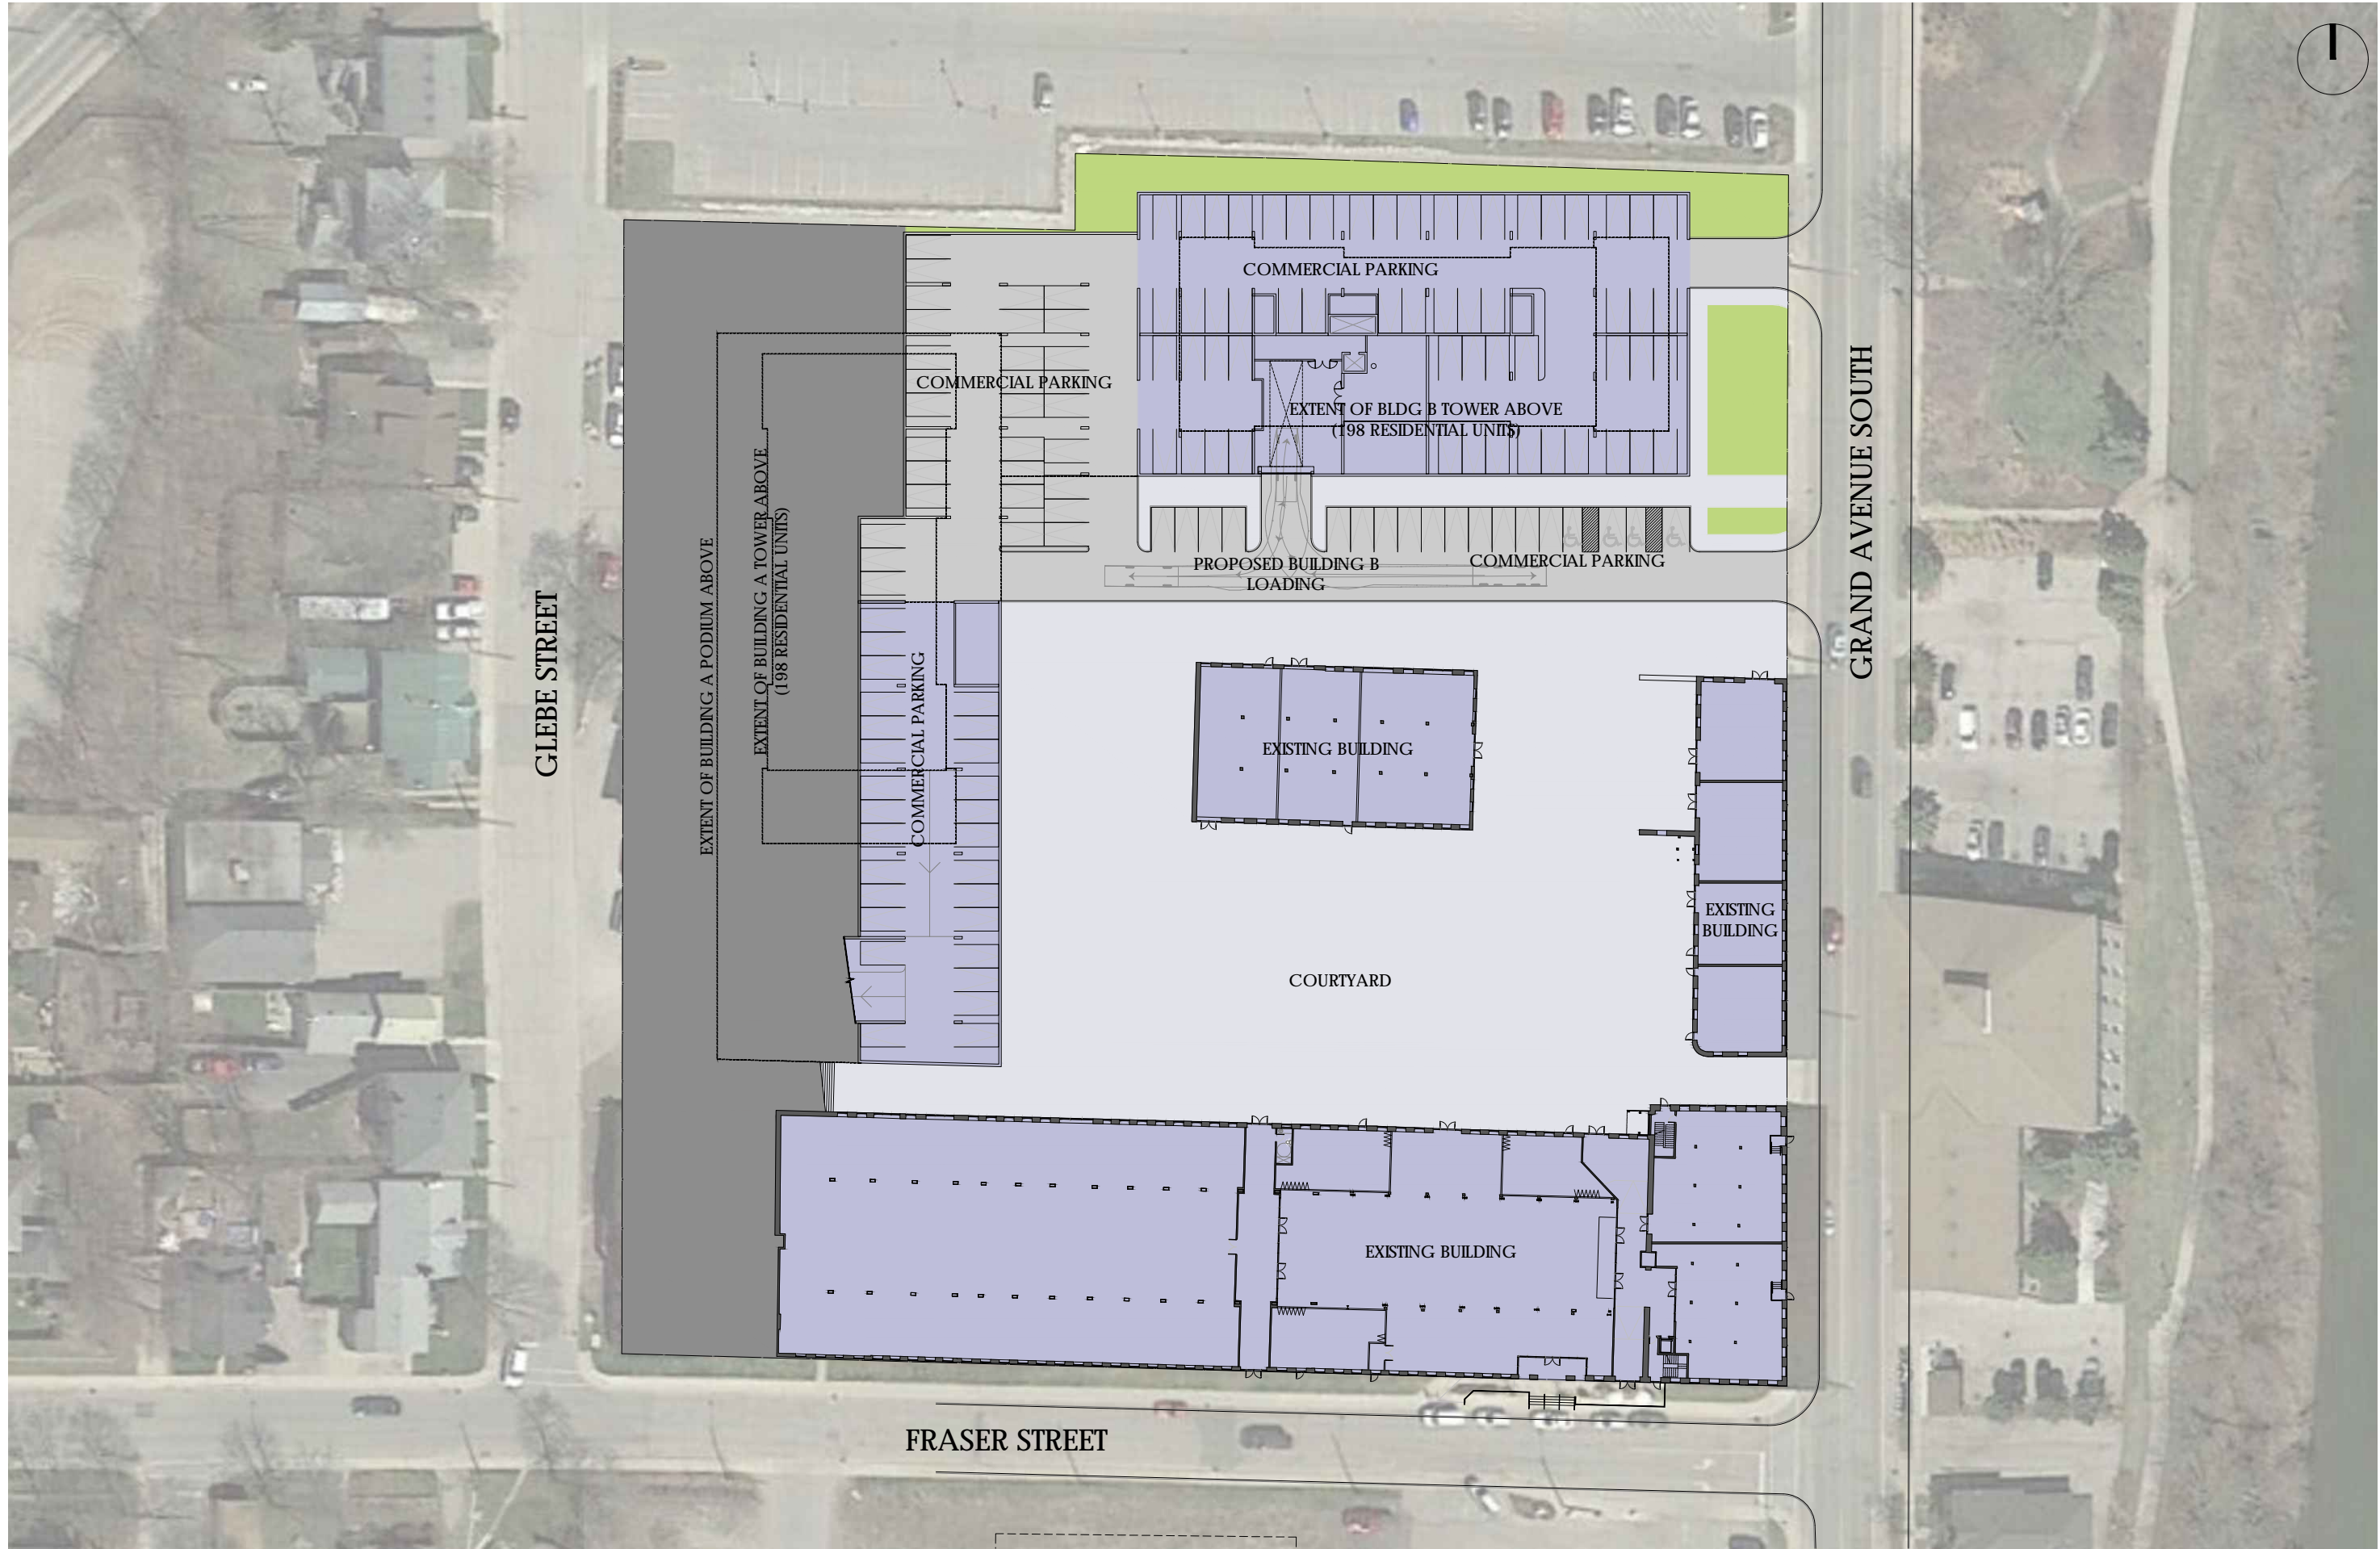 COMMERCIAL PARKING
COMMERCIAL PARKING
EXTENT OF BLDG B TOWER ABOVE
(198 RESIDENTIAL UNITS)
PROPOSED BUILDING B
LOADING
COMMERCIAL PARKING
GLEBE STREET
EXTENT OF BUILDING A PODIUM ABOVE
EXTENT OF BUILDING A TOWER ABOVE
(198 RESIDENTIAL UNITS)
COMMERCIAL PARKING
GRAND AVENUE SOUTH
EXISTING BUILDING
EXISTING
BUILDING
COURTYARD
EXISTING BUILDING
FRASER STREET